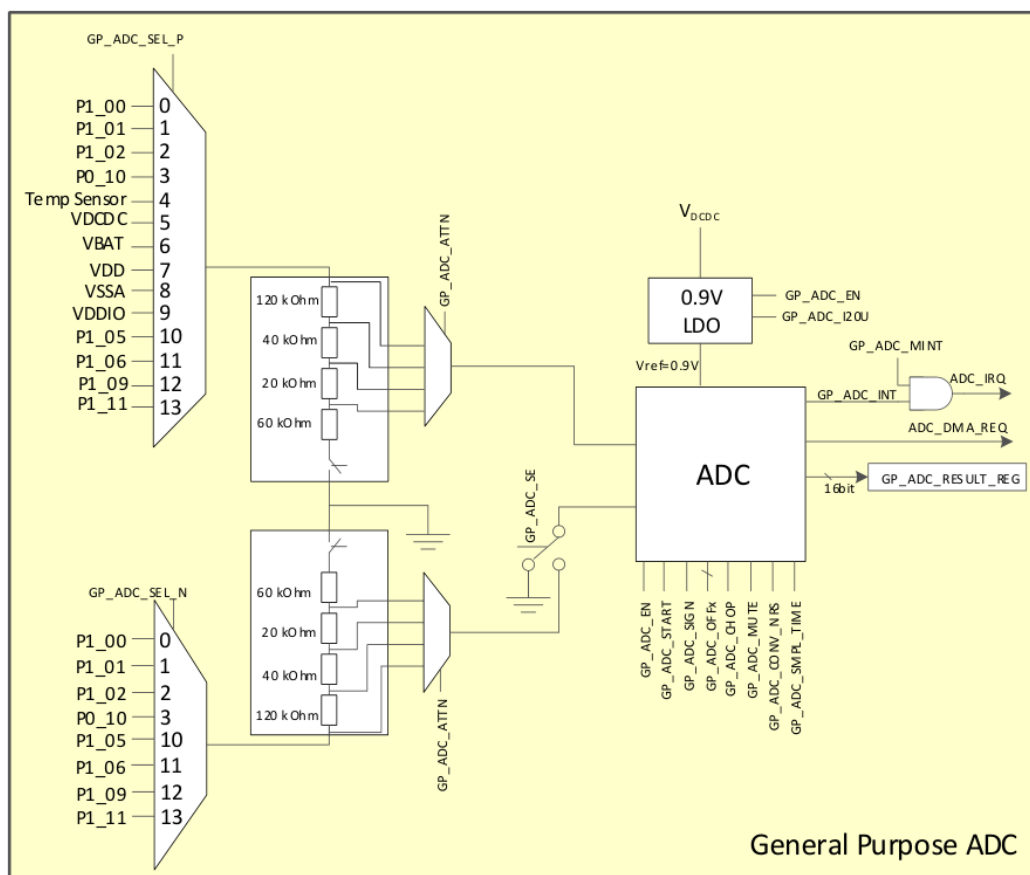 GP_ADC_SEL_P
P1_00 0
P1_01 1
P1_02 2
P0_10 3
Temp Sensor 4
VDCDC 5
VBAT 6
VDD 7
VSSA 8
VDDIO 9
P1_05 10
P1_06 11
P1_09 12
P1_11 13
120 kOhm
40 kOhm
20 kOhm
60 kOhm
GP_ADC_ATTN
VDCDC
0.9V
LDO
GP_ADC_EN
GP_ADC_I20U
Vref=0.9V
GP_ADC_MINT
GP_ADC_INT
ADC_IRQ
ADC_DMA_REQ
ADC
16bit
GP_ADC_RESULT_REG
GP_ADC_SE
GP_ADC_EN
GP_ADC_START
GP_ADC_SIGN
GP_ADC_OFFx
GP_ADC_CHOP
GP_ADC_MUTE
GP_ADC_CONV_NRS
GP_ADC_SMPL_TIME
60 kOhm
20 kOhm
40 kOhm
120 kOhm
GP_ADC_ATTN
GP_ADC_SEL_N
P1_00 0
P1_01 1
P1_02 2
P0_10 3
P1_05 10
P1_06 11
P1_09 12
P1_11 13
General Purpose ADC